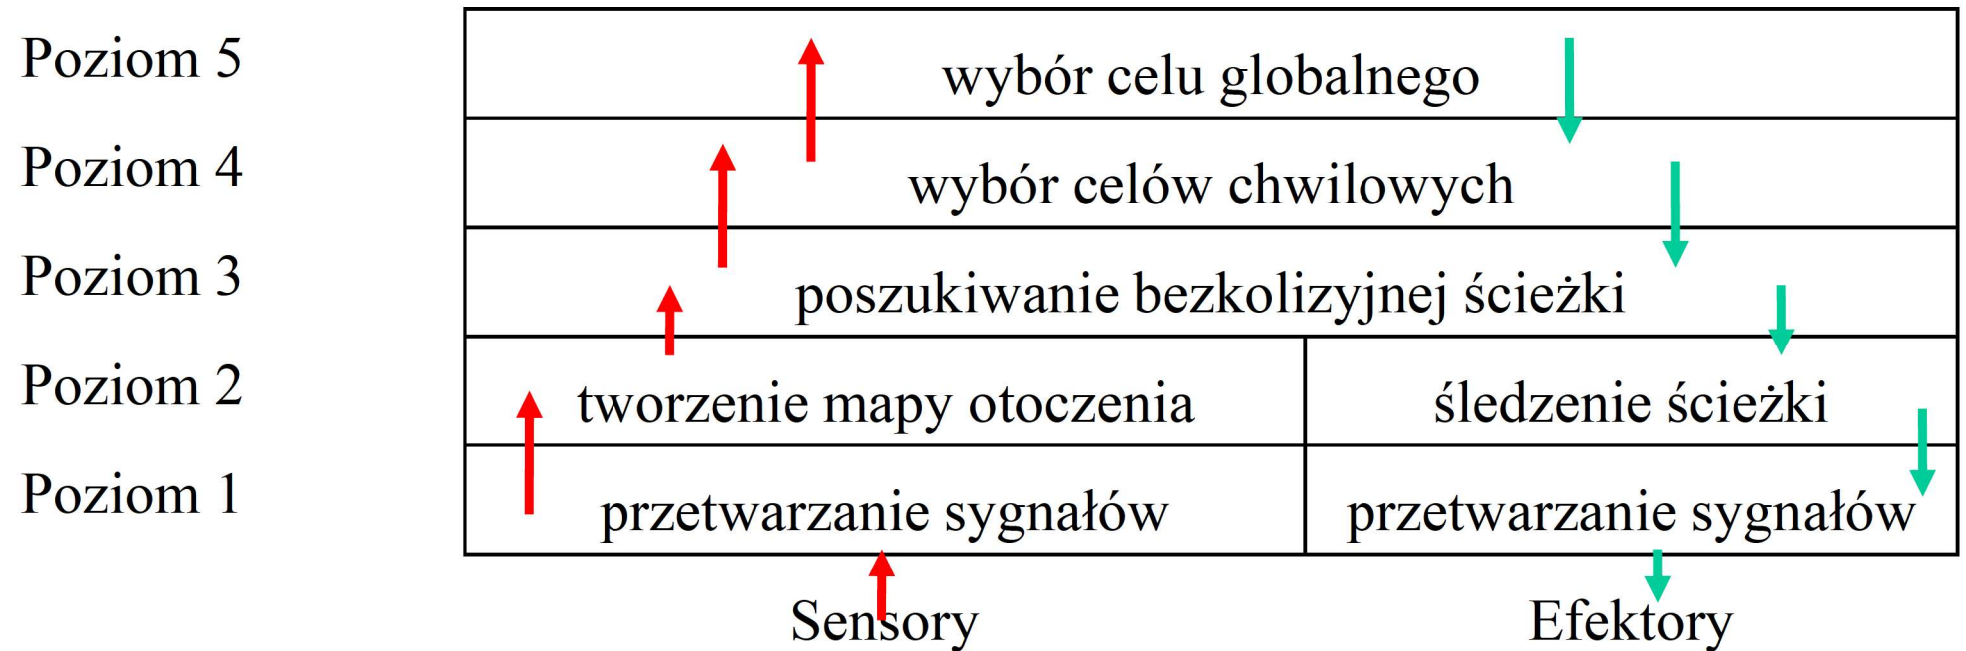 Poziom 5 wybór celu globalnego
Poziom 4 wybór celów chwilowych
Poziom 3 poszukiwanie bezkolizyjnej ścieżki
Poziom 2 tworzenie mapy otoczenia śledzenie ścieżki
Poziom 1 przetwarzanie sygnałów przetwarzanie sygnałów
Sensory Efektory